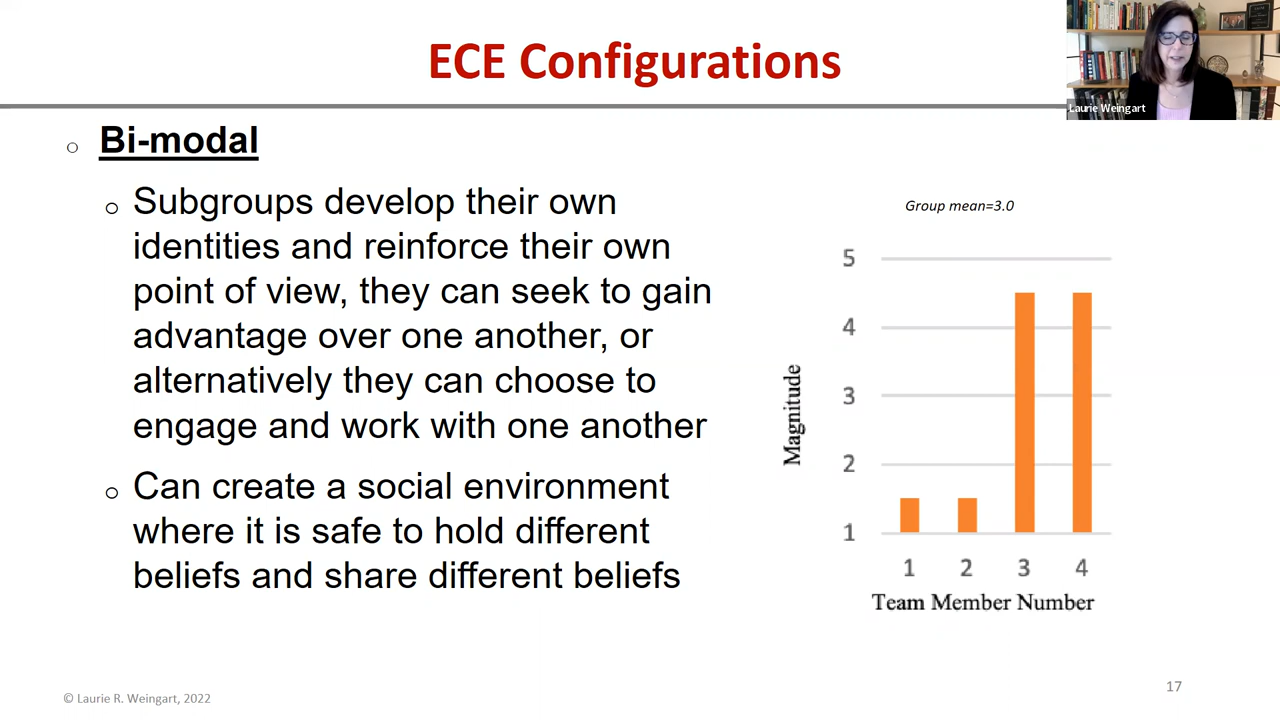 ECE Configurations
Laurie Weingart
Bi-modal
Subgroups develop their own
identities and reinforce their own
point of view, they can seek to gain
advantage over one another, or
alternatively they can choose to
engage and work with one another
Can create a social environment
where it is safe to hold different
beliefs and share different beliefs
Group mean=3.0
Magnitude
5
4
3
2
1
1 2 3 4
Team Member Number
© Laurie R. Weingart, 2022
17